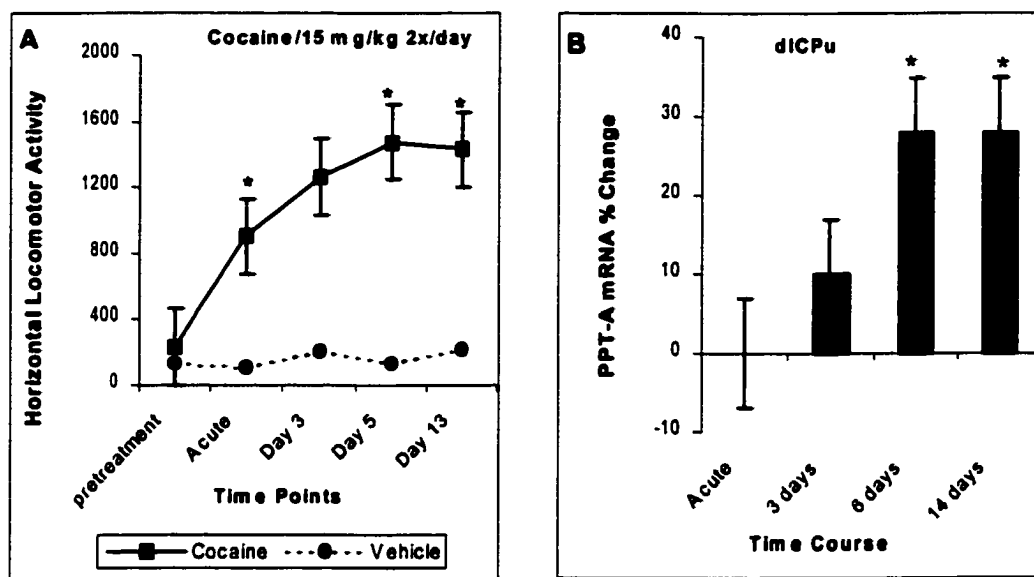 A
Cocaine/15 mg/kg 2x/day
Horizontal Locomotor Activity
2000
1600
1200
800
400
0
*
*
*
pretreatment
Acute
Day 3
Day 5
Day 13
Time Points
Cocaine
Vehicle
B
dlCPu
PPT-A mRNA % Change
40
30
20
10
0
-10
*
*
Acute
3 days
6 days
14 days
Time Course